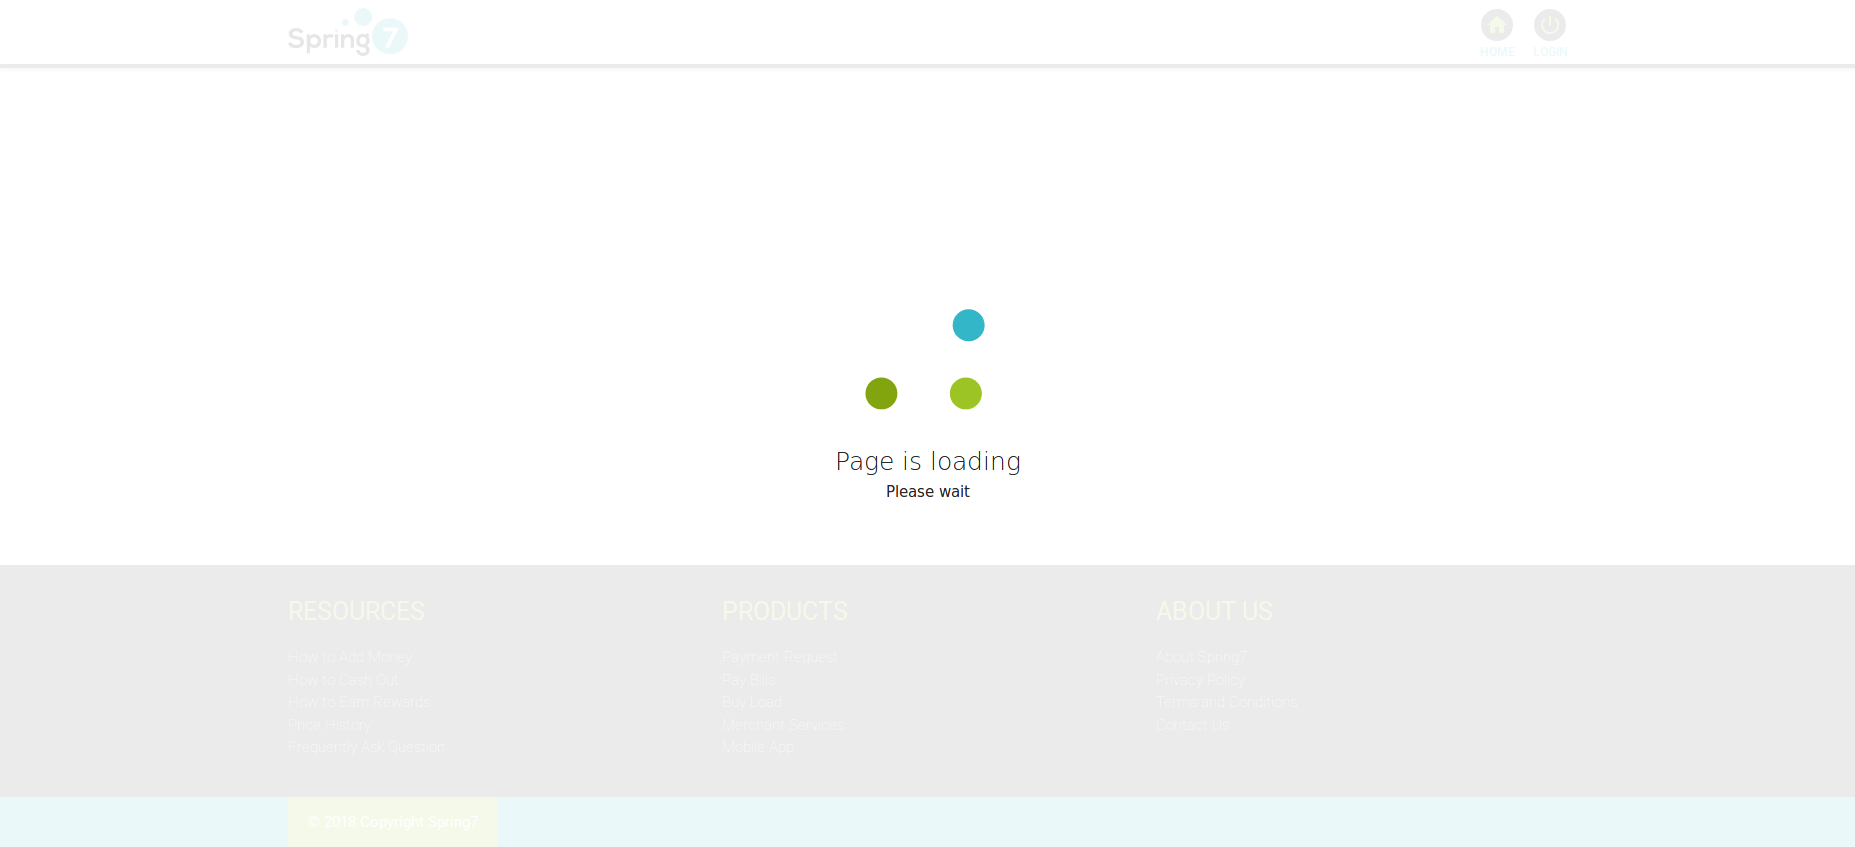 Spring7
HOME LOGIN
Page is loading
Please wait
RESOURCES
How to Add Money
How to Cash Out
How to Earn Rewards
Price History
Frequently Ask Question
PRODUCTS
Payment Request
Pay Bills
Buy Load
Merchant Services
Mobile App
ABOUT US
About Spring7
Privacy Policy
Terms and Conditions
Contact Us
© 2018 Copyright Spring7